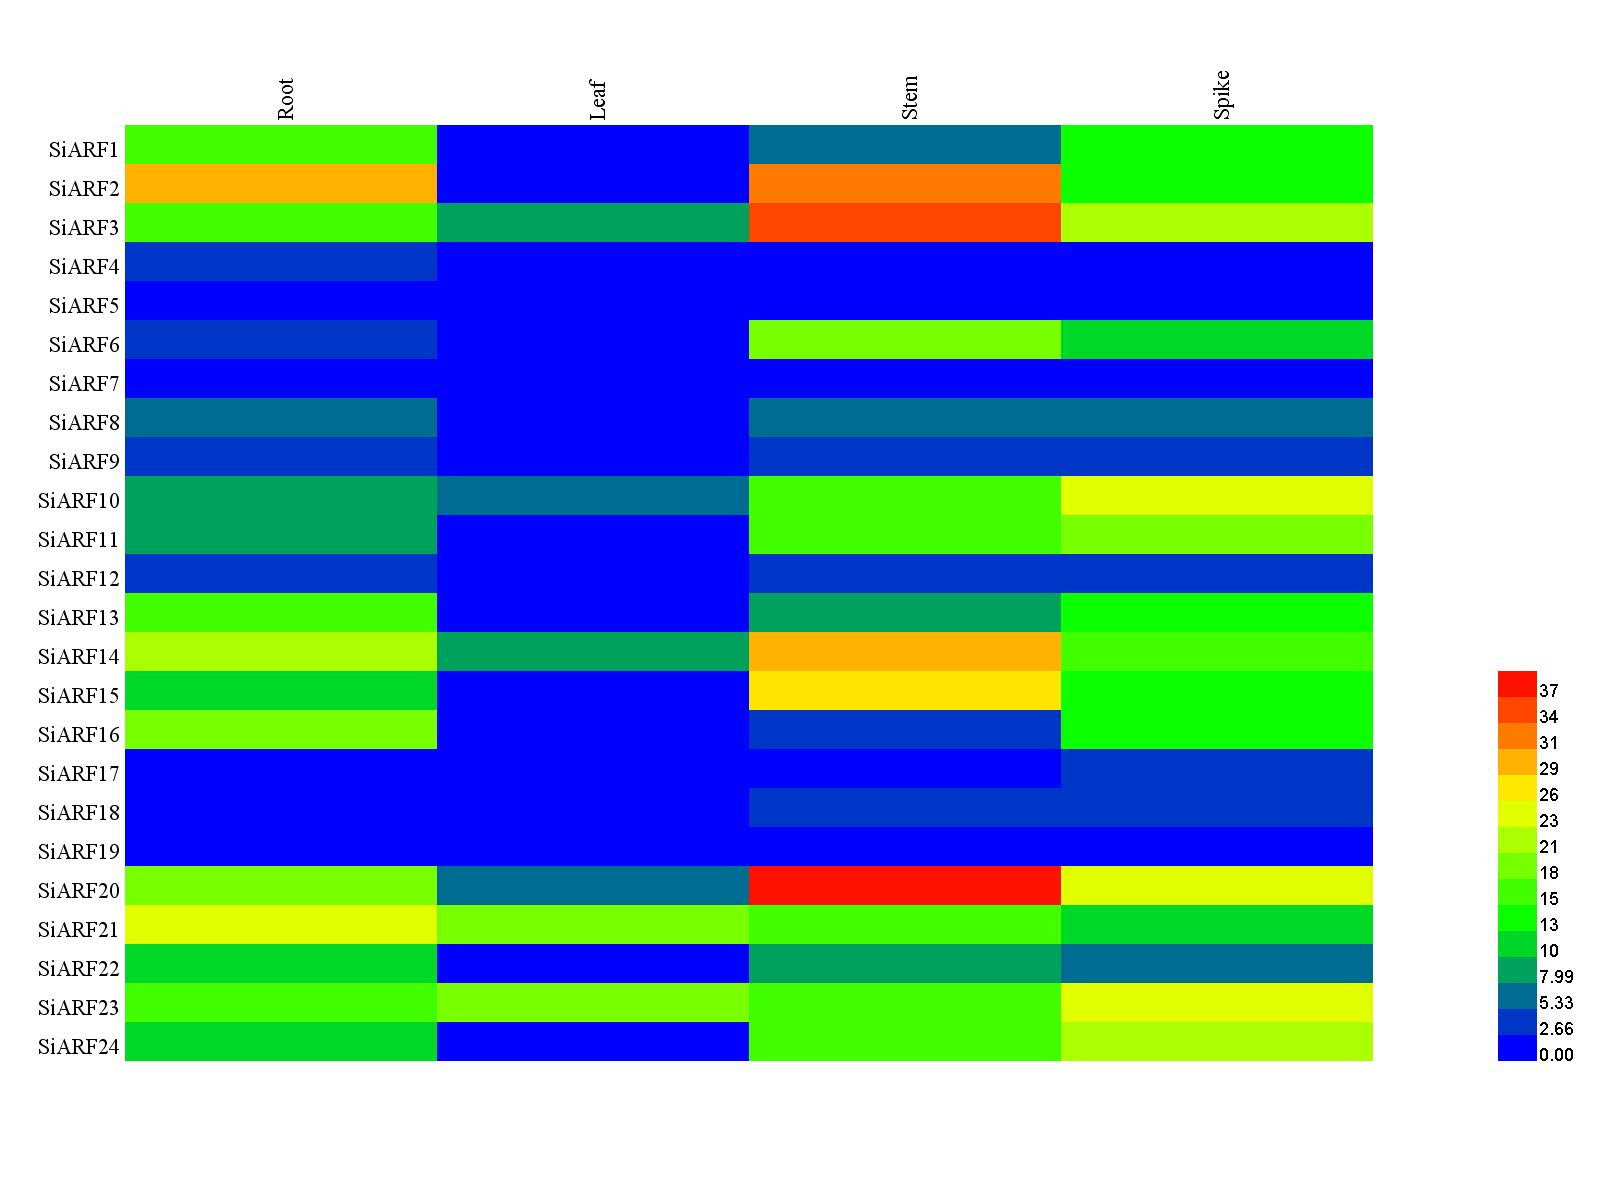 Root
Leaf
Stem
Spike
SiARF1
SiARF2
SiARF3
SiARF4
SiARF5
SiARF6
SiARF7
SiARF8
SiARF9
SiARF10
SiARF11
SiARF12
SiARF13
SiARF14
SiARF15
SiARF16
SiARF17
SiARF18
SiARF19
SiARF20
SiARF21
SiARF22
SiARF23
SiARF24
37
34
31
29
26
23
21
18
15
13
10
7.99
5.33
2.66
0.00